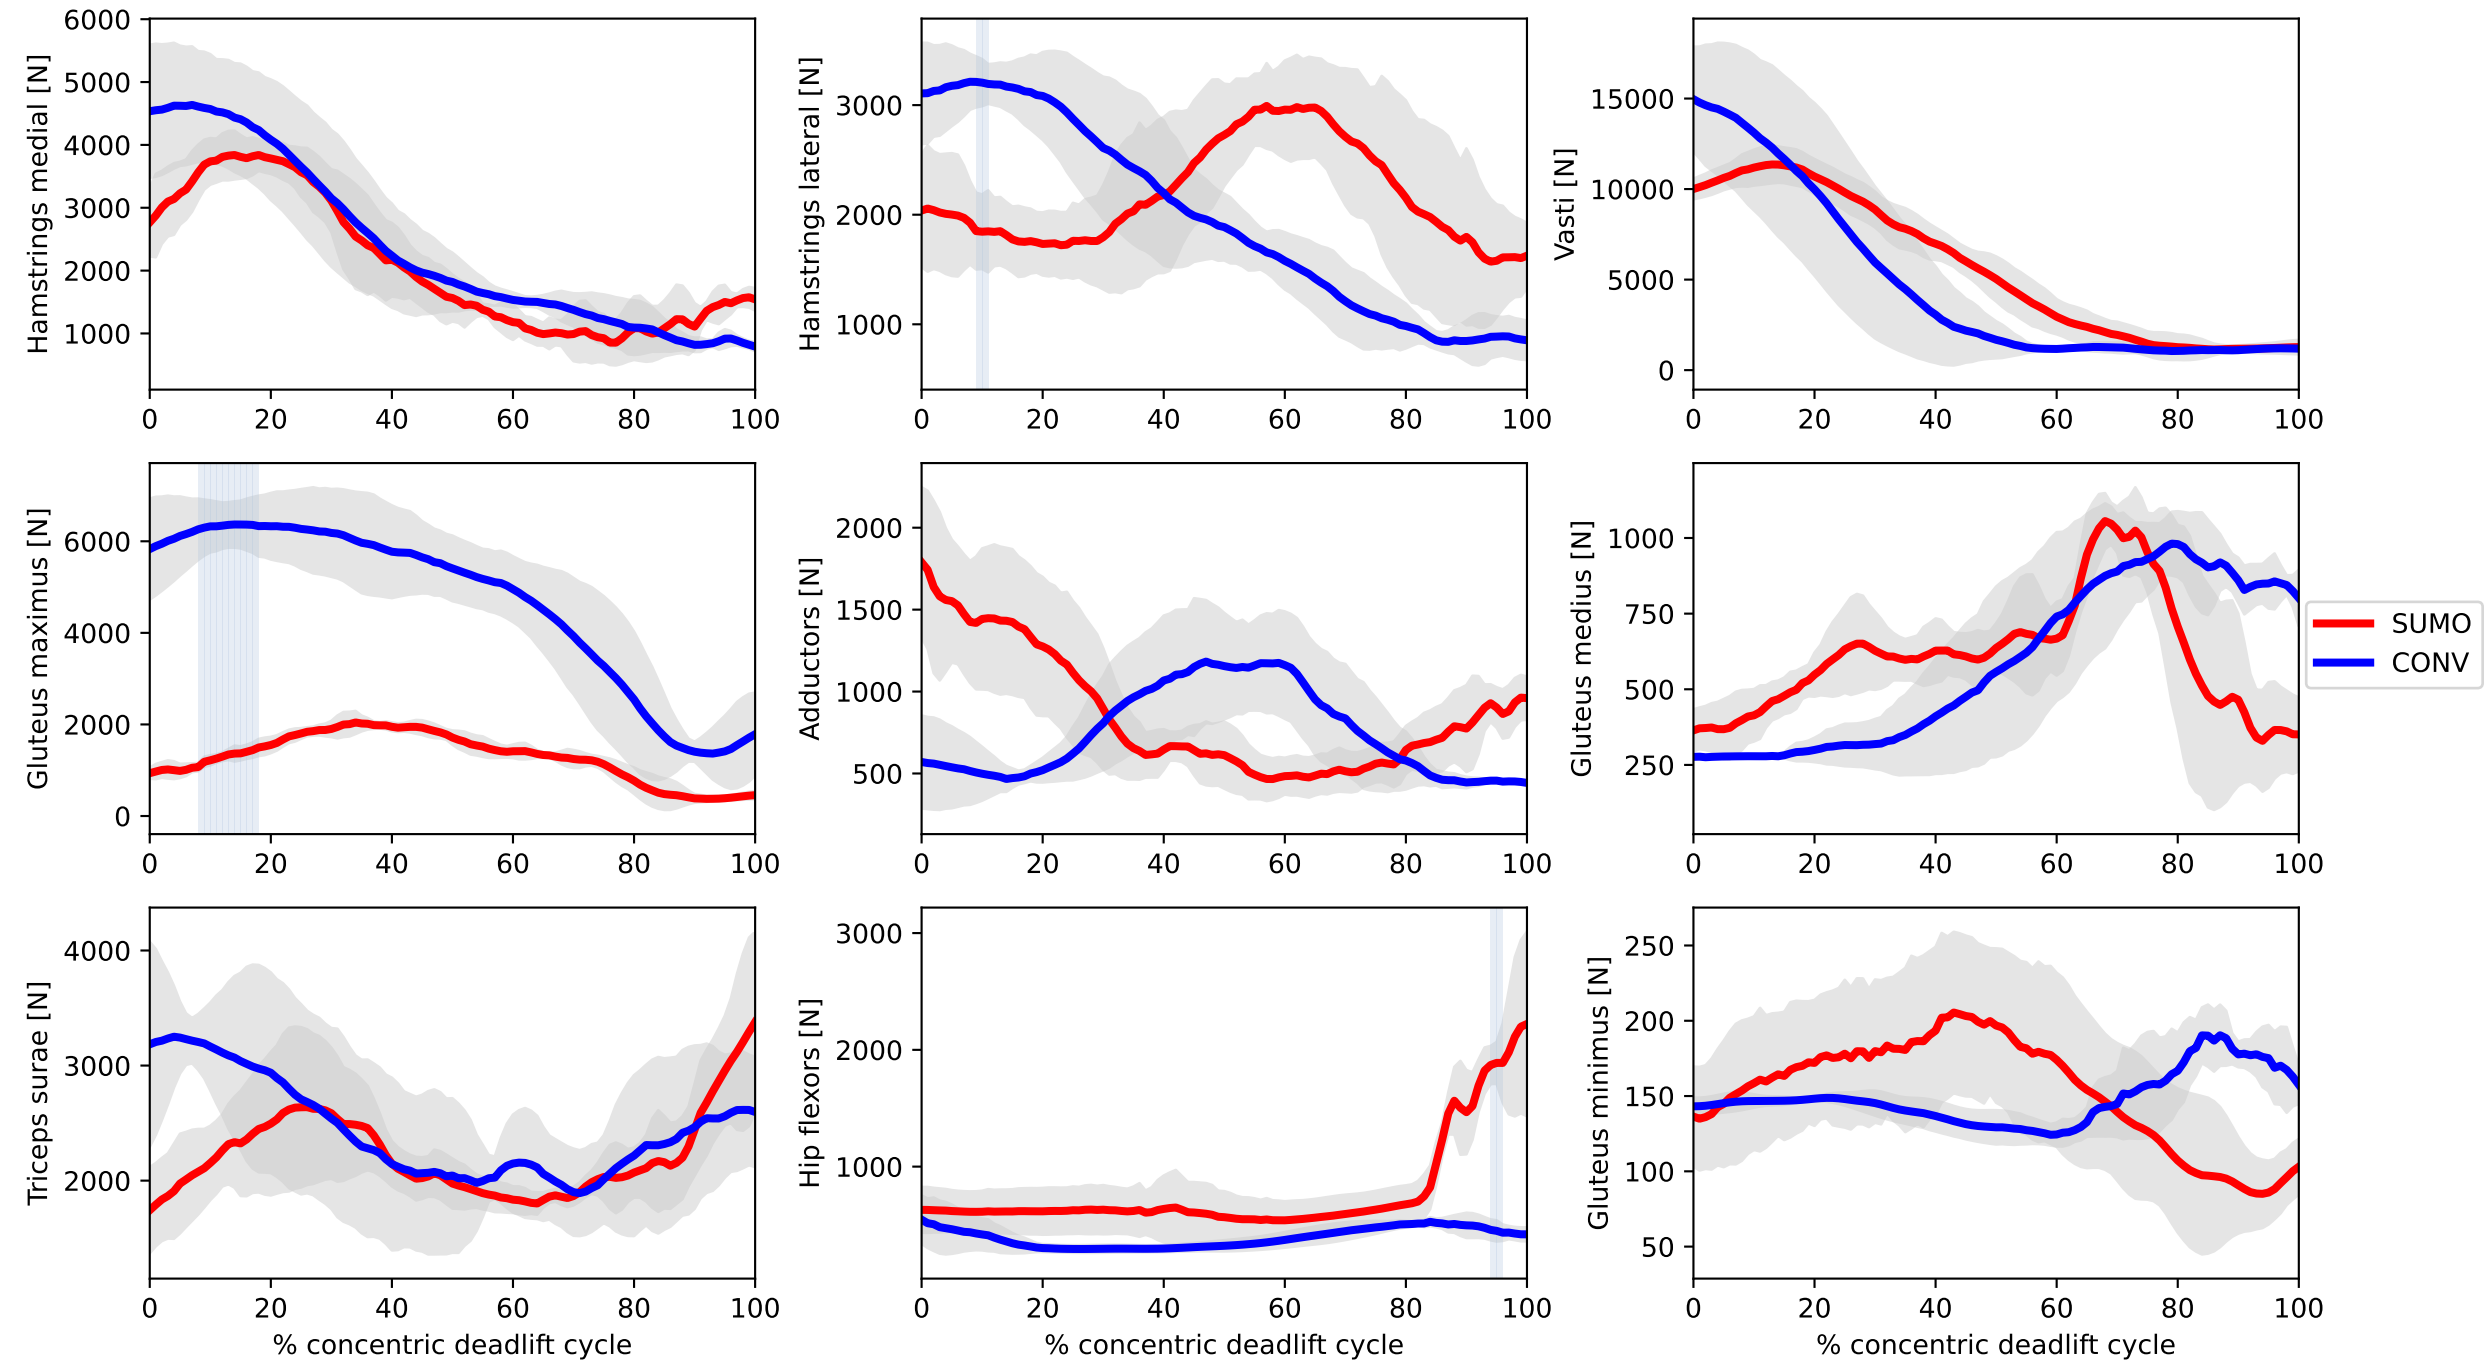 Hamstrings medial [N]
6000
5000
4000
3000
2000
1000
0 20 40 60 80 100
Hamstrings lateral [N]
3000
2000
1000
0 20 40 60 80 100
Vasti [N]
15000
10000
5000
0
0 20 40 60 80 100
Gluteus maximus [N]
6000
4000
2000
0
0 20 40 60 80 100
Adductors [N]
2000
1500
1000
500
0 20 40 60 80 100
Gluteus medius [N]
1000
750
500
250
0 20 40 60 80 100
SUMO
CONV
Triceps surae [N]
4000
3000
2000
0 20 40 60 80 100
% concentric deadlift cycle
Hip flexors [N]
3000
2000
1000
0 20 40 60 80 100
% concentric deadlift cycle
Gluteus minimus [N]
250
200
150
100
50
0 20 40 60 80 100
% concentric deadlift cycle